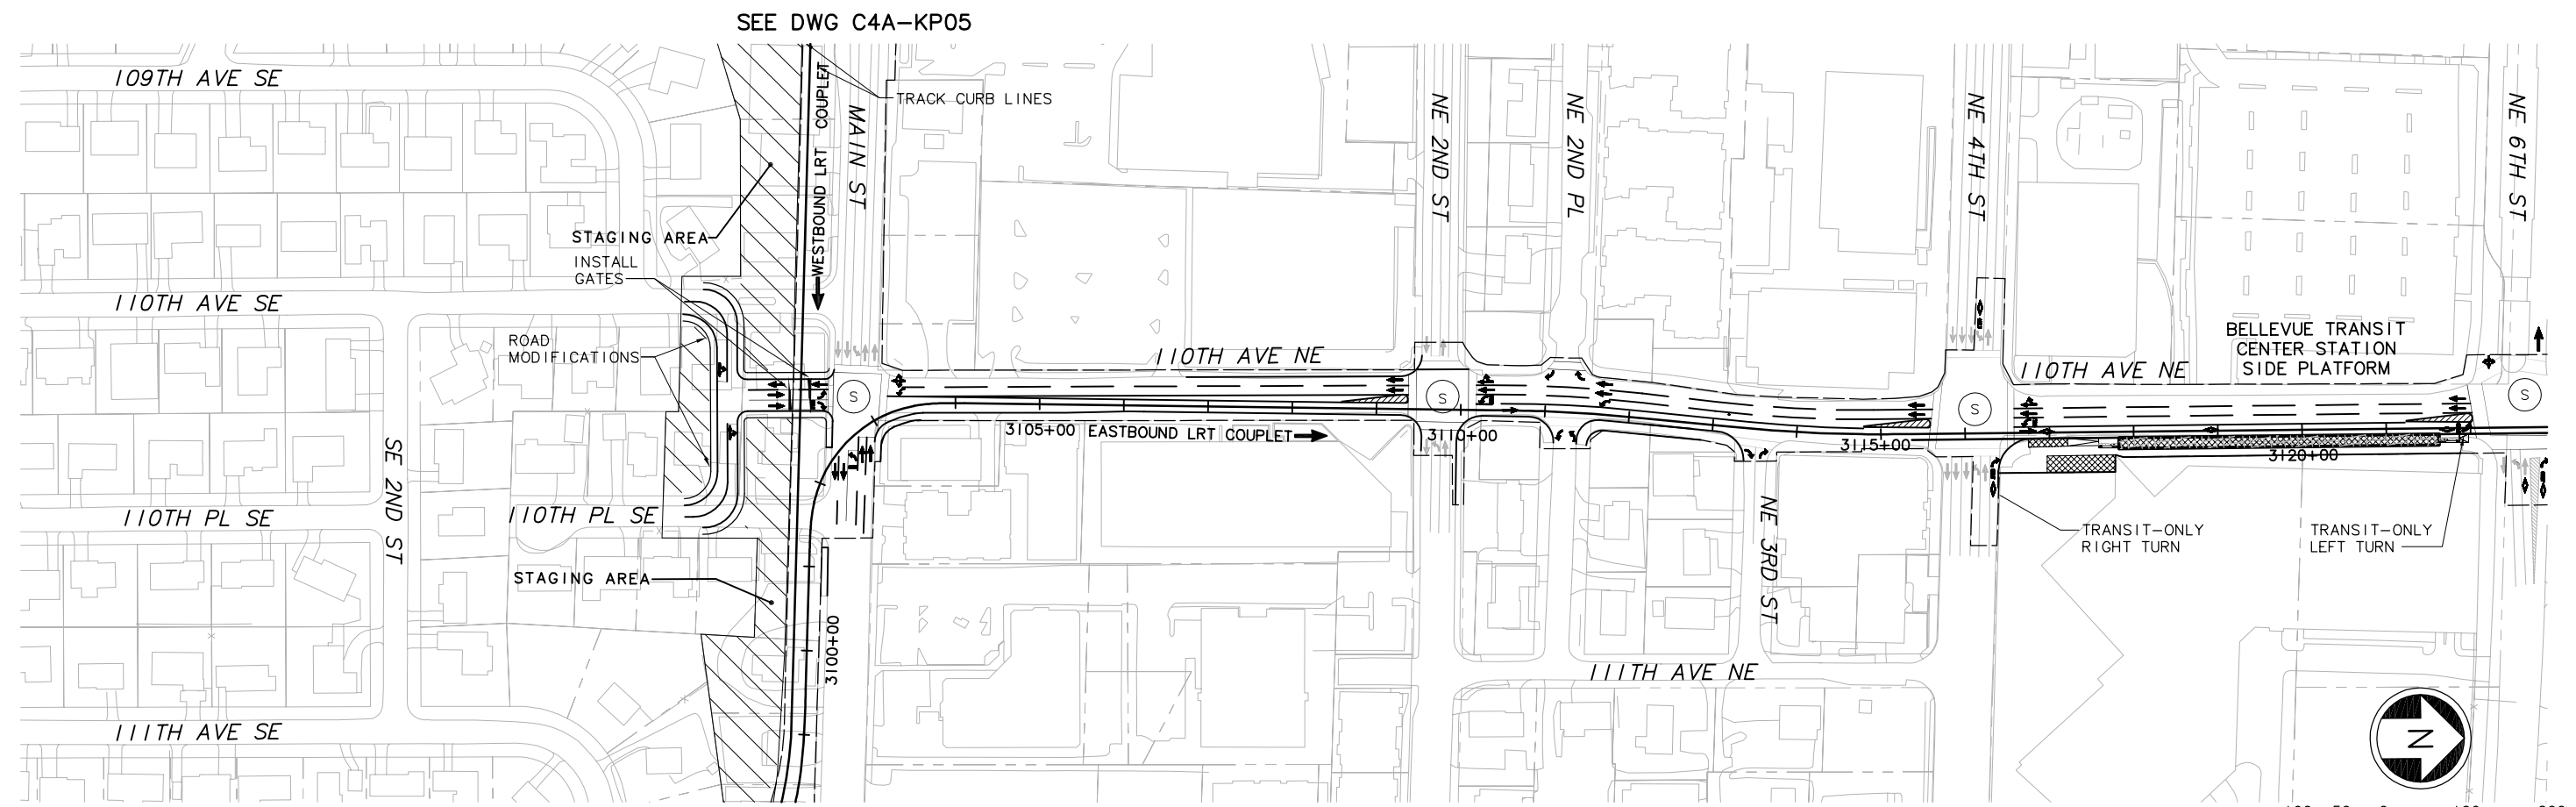 SEE DWG C4A-KP05
109TH AVE SE
WESTBOUND LRT COUPLET
MAIN ST
TRACK CURB LINES
NE 2ND ST
NE 2ND PL
NE 4TH ST
NE 6TH ST
STAGING AREA
INSTALL
GATES
110TH AVE SE
ROAD
MODIFICATIONS
110TH AVE NE
BELLEVUE TRANSIT
CENTER STATION
SIDE PLATFORM
110TH AVE NE
S
S
S
S
3105+00
EASTBOUND LRT COUPLET
3110+00
3115+00
3120+00
SE 2ND ST
110TH PL SE
110TH PL SE
NE 3RD ST
TRANSIT-ONLY
RIGHT TURN
TRANSIT-ONLY
LEFT TURN
STAGING AREA
3100+00
111TH AVE NE
111TH AVE SE
N